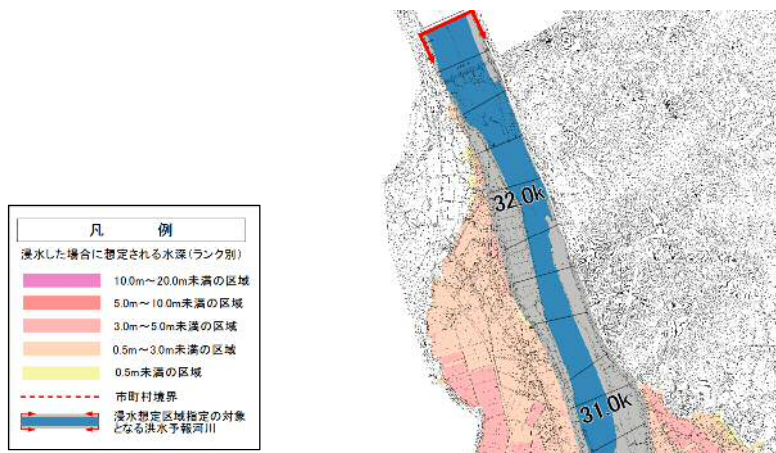 凡 例
浸水した場合に想定される水深(ランク別)
10.0m~20.0m未満の区域
5.0m~10.0m未満の区域
3.0m~5.0m未満の区域
0.5m~3.0m未満の区域
0.5m未満の区域
市町村境界
浸水想定区域指定の対象
となる洪水予報河川
32.0k
31.0k